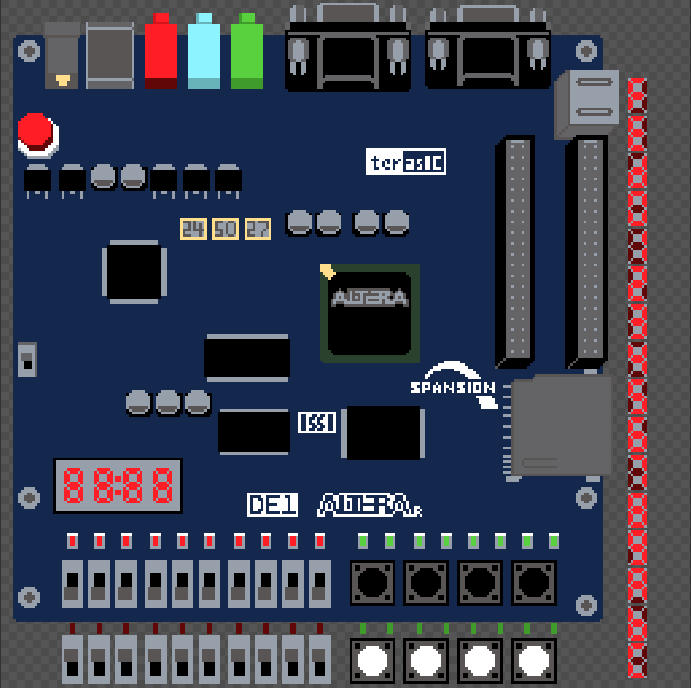 terasIC
24 50 27
ALTERA
SPANSION
ISSI
88:88
DE1 ALTERA®